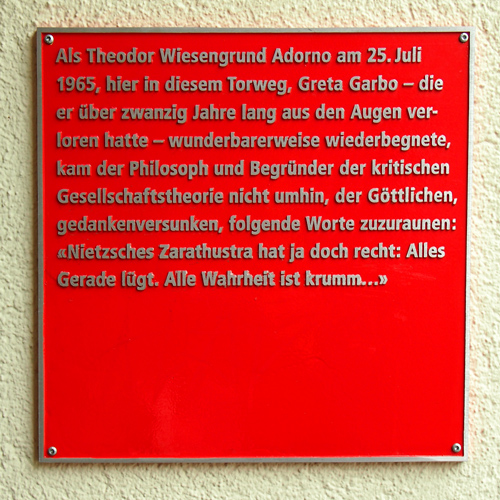 Als Theodor Wiesengrund Adorno am 25. Juli
1965, hier in diesem Torweg, Greta Garbo – die
er über zwanzig Jahre lang aus den Augen ver-
loren hatte – wunderbarerweise wiederbegnete,
kam der Philosoph und Begründer der kritischen
Gesellschaftstheorie nicht umhin, der Göttlichen,
gedankenversunken, folgende Worte zuzuraunen:
«Nietzsches Zarathustra hat ja doch recht: Alles
Gerade lügt. Alle Wahrheit ist krumm...»